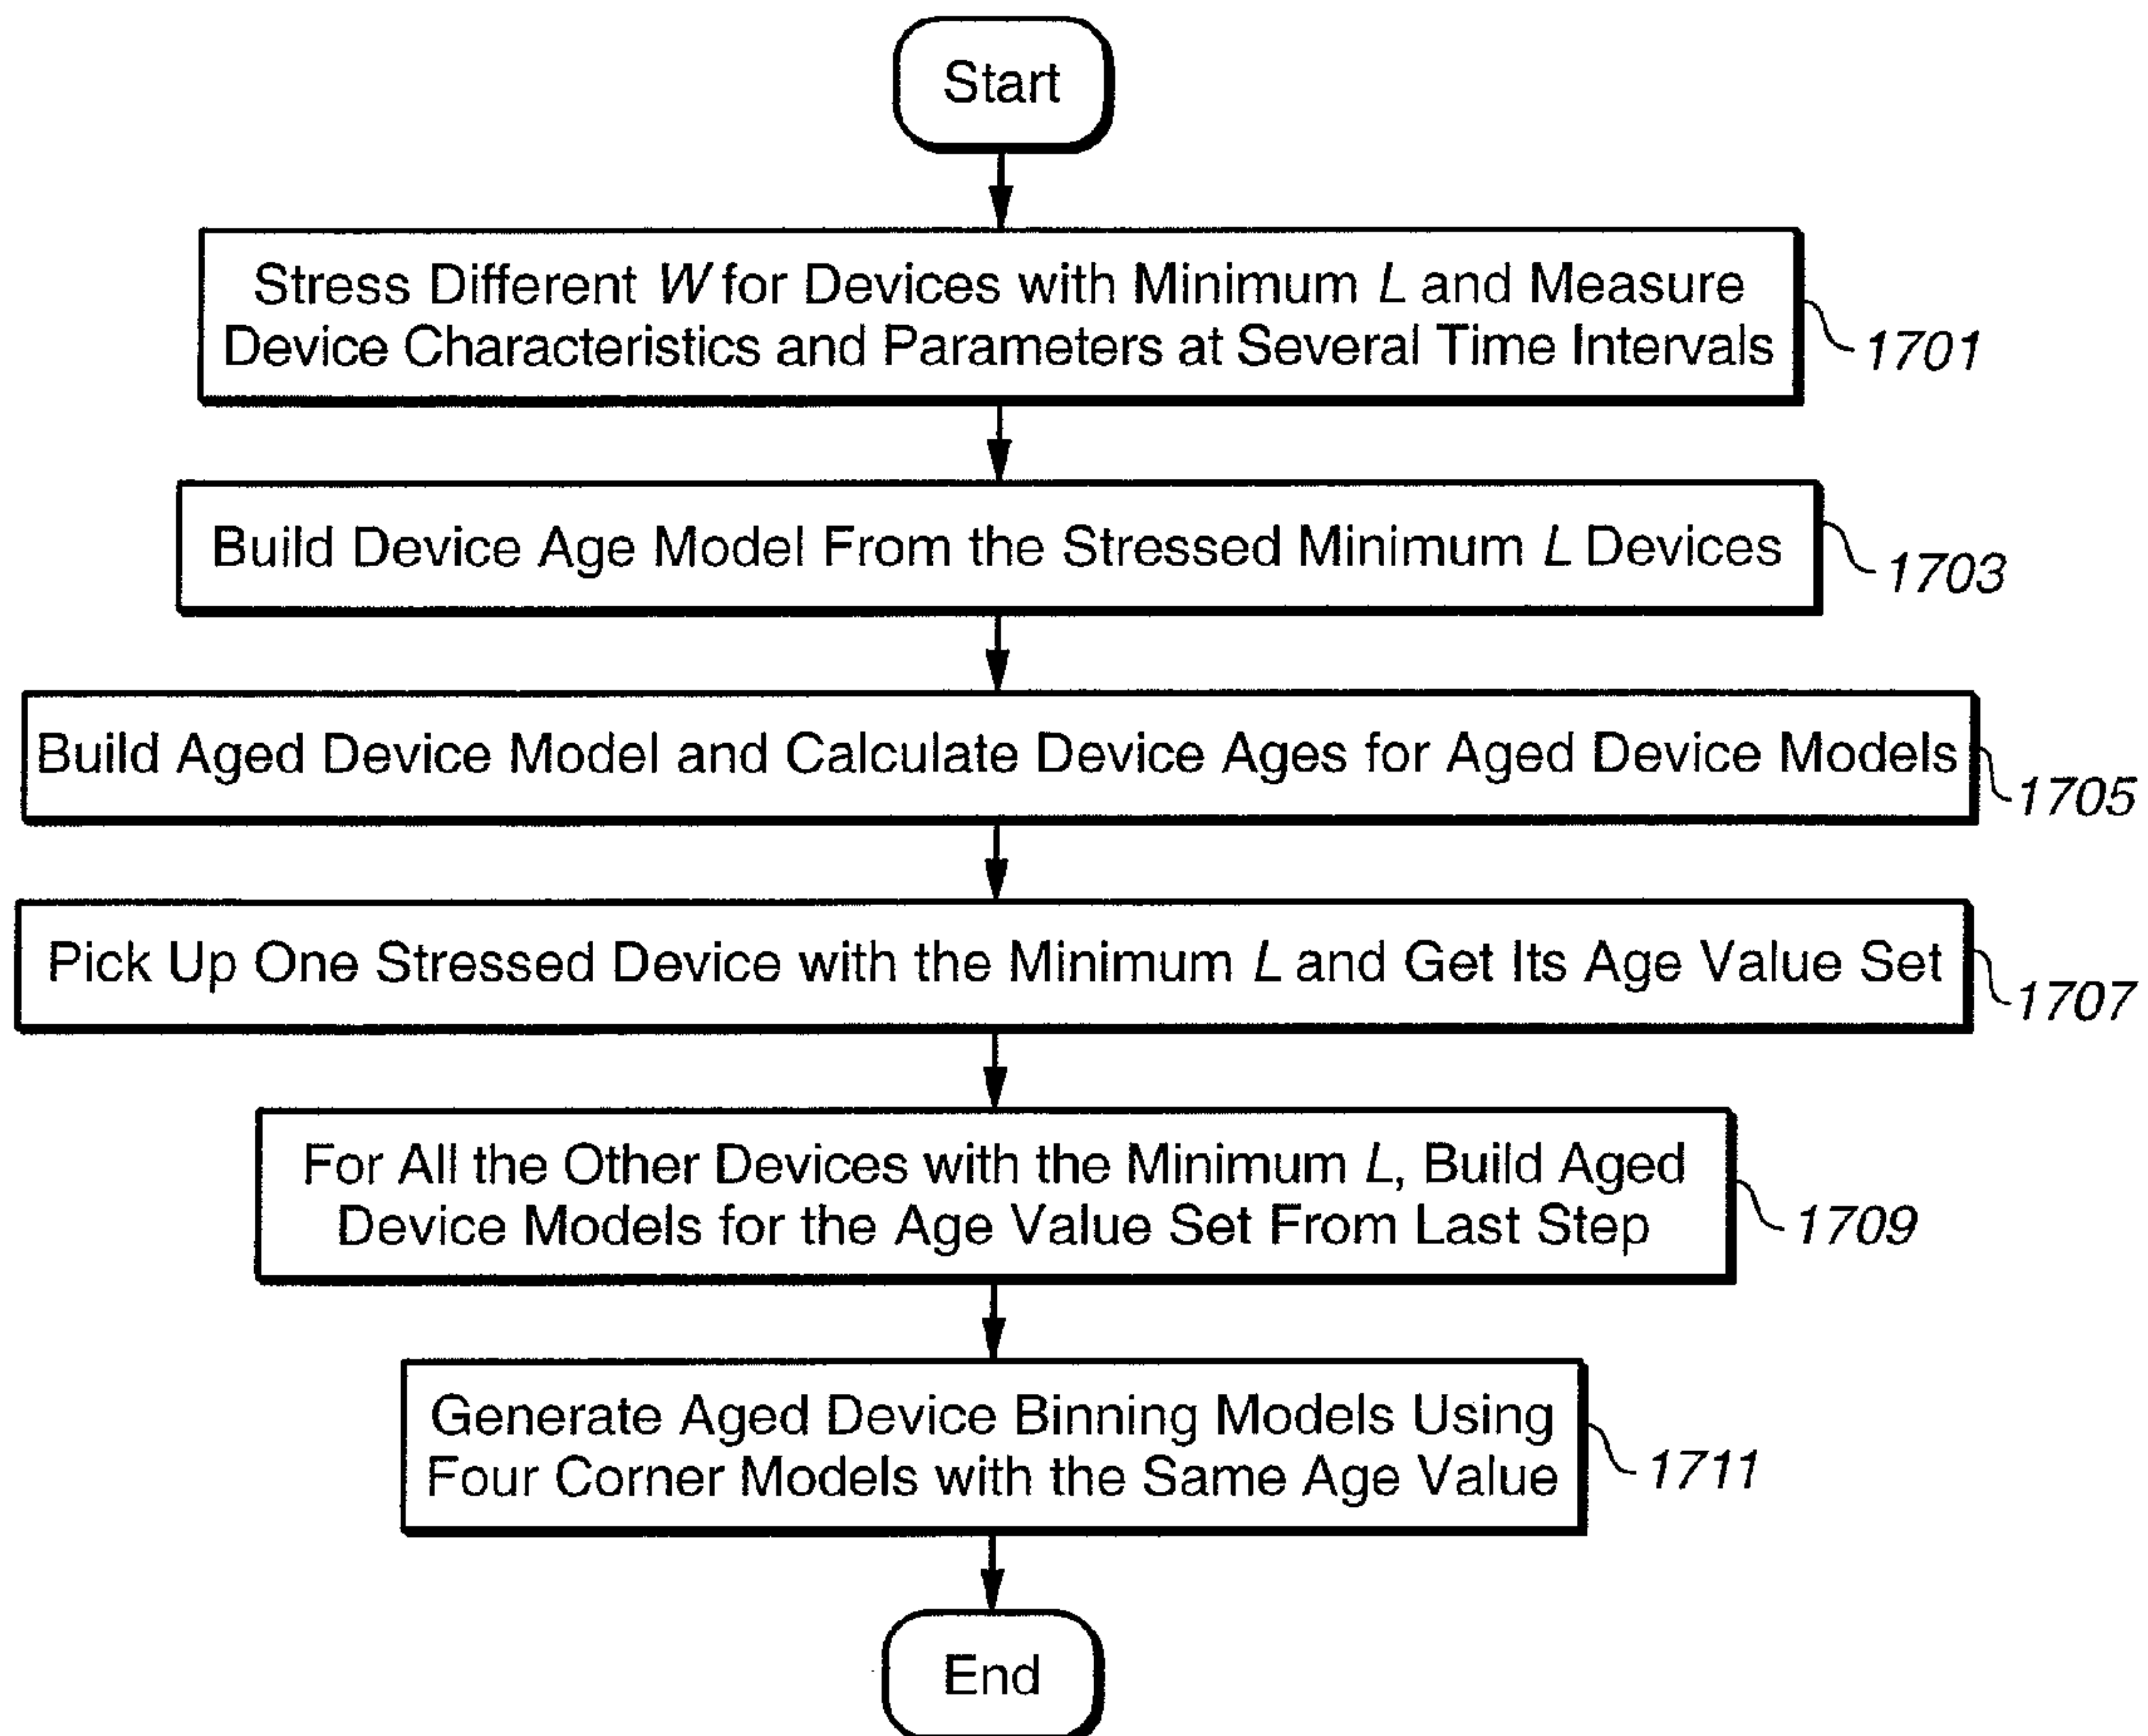 Start
Stress Different W for Devices with Minimum L and Measure
Device Characteristics and Parameters at Several Time Intervals
1701
Build Device Age Model From the Stressed Minimum L Devices
1703
Build Aged Device Model and Calculate Device Ages for Aged Device Models
1705
Pick Up One Stressed Device with the Minimum L and Get Its Age Value Set
1707
For All the Other Devices with the Minimum L, Build Aged
Device Models for the Age Value Set From Last Step
1709
Generate Aged Device Binning Models Using
Four Corner Models with the Same Age Value
1711
End